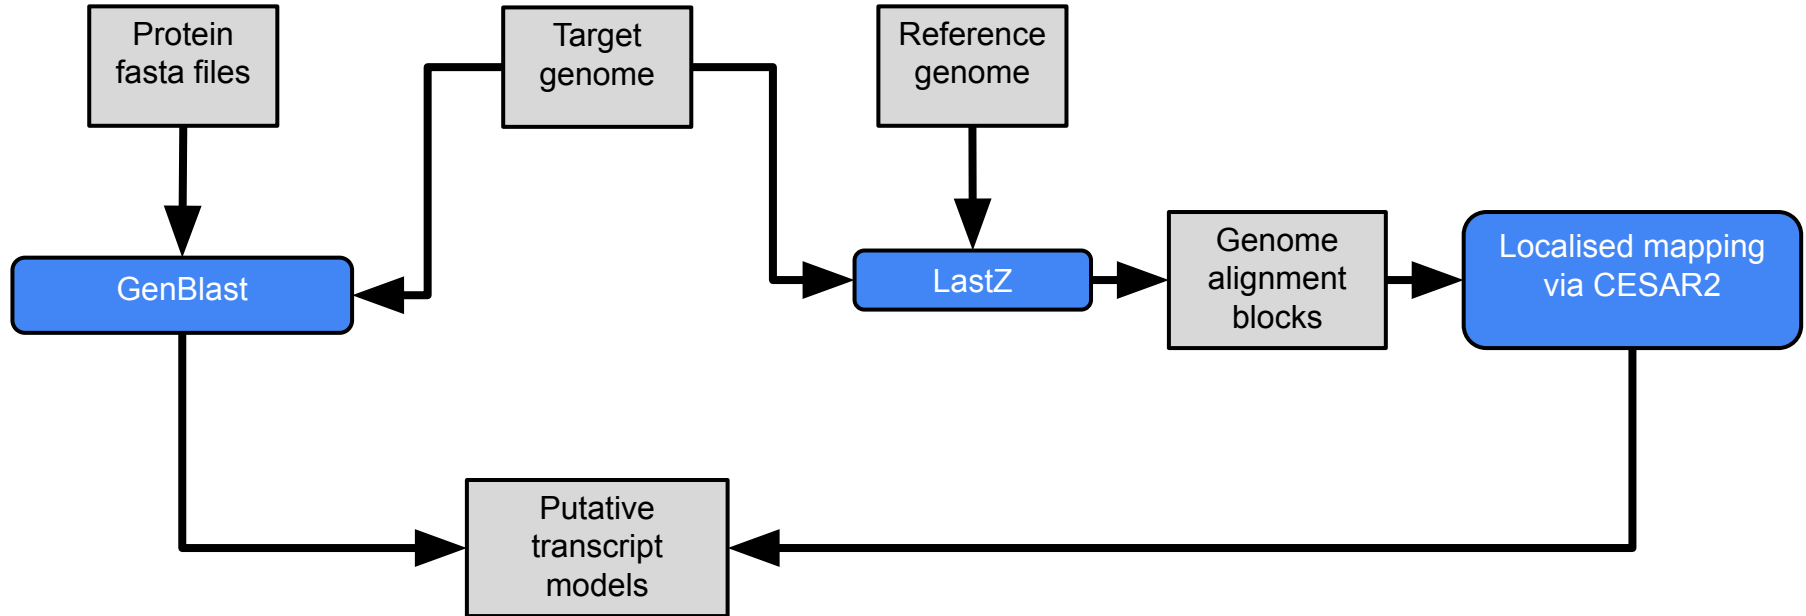 Protein
fasta files
Target
genome
Reference
genome
GenBlast
LastZ
Genome
alignment
blocks
Localised mapping
via CESAR2
Putative
transcript
models